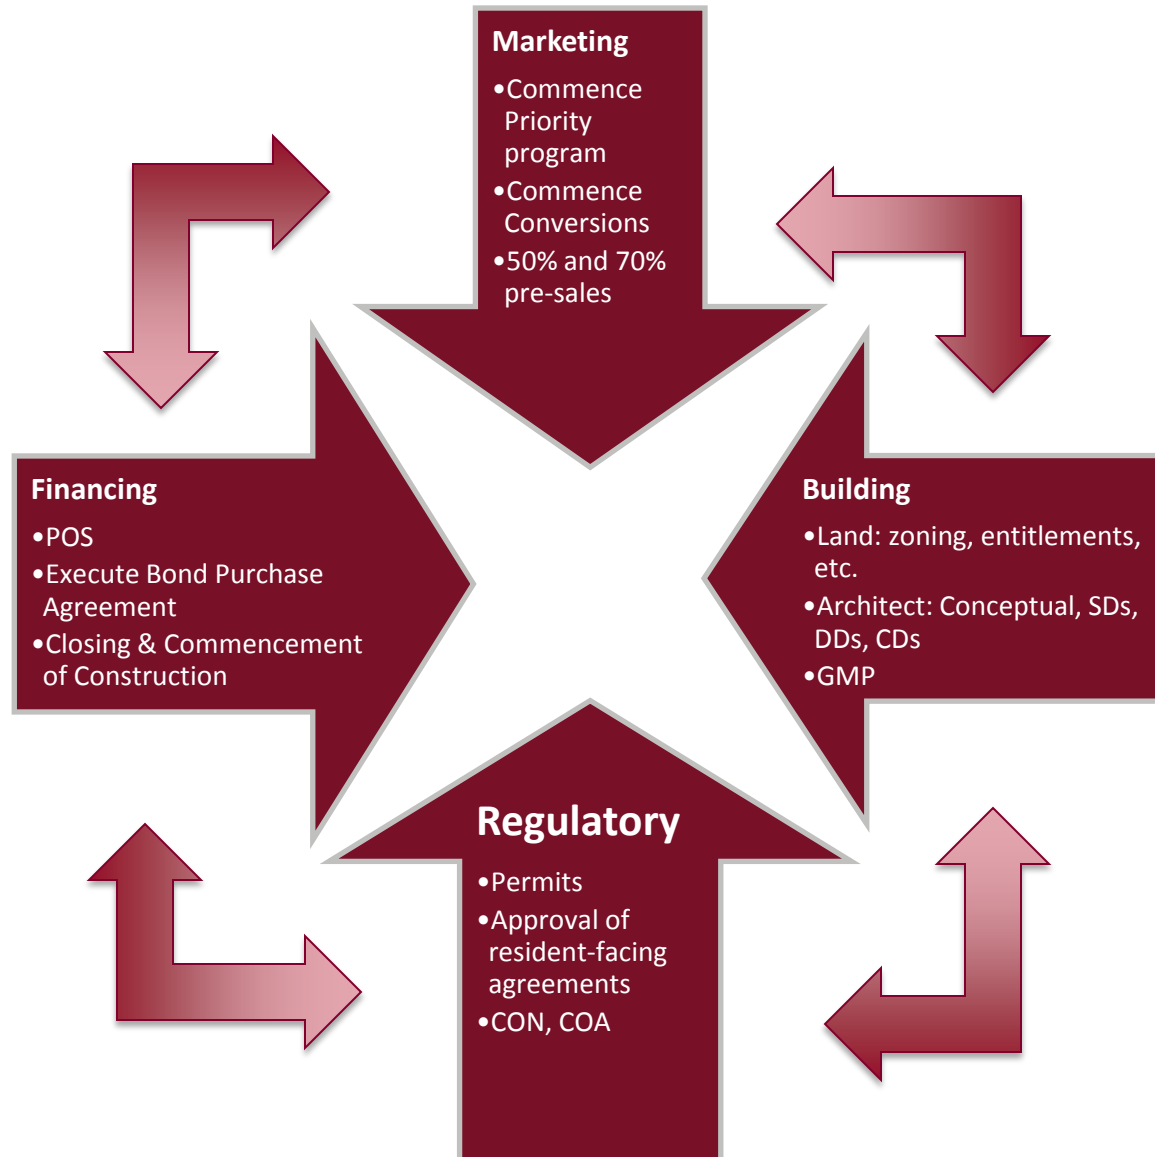 Marketing
•Commence
Priority
program
•Commence
Conversions
•50% and 70%
pre-sales
Financing
•POS
•Execute Bond Purchase
Agreement
•Closing & Commencement
of Construction
Building
•Land: zoning, entitlements,
etc.
•Architect: Conceptual, SDs,
DDs, CDs
•GMP
Regulatory
•Permits
•Approval of
resident-facing
agreements
•CON, COA